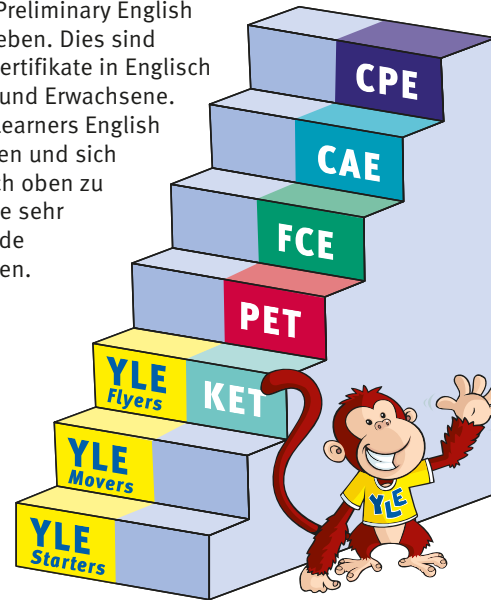 Preliminary English
eben. Dies sind
ertifikate in Englisch
und Erwachsene.
earners English
en und sich
ch oben zu
e sehr
de
en.
CPE
CAE
FCE
PET
YLE
Flyers
KET
YLE
Movers
YLE
Starters
YLE